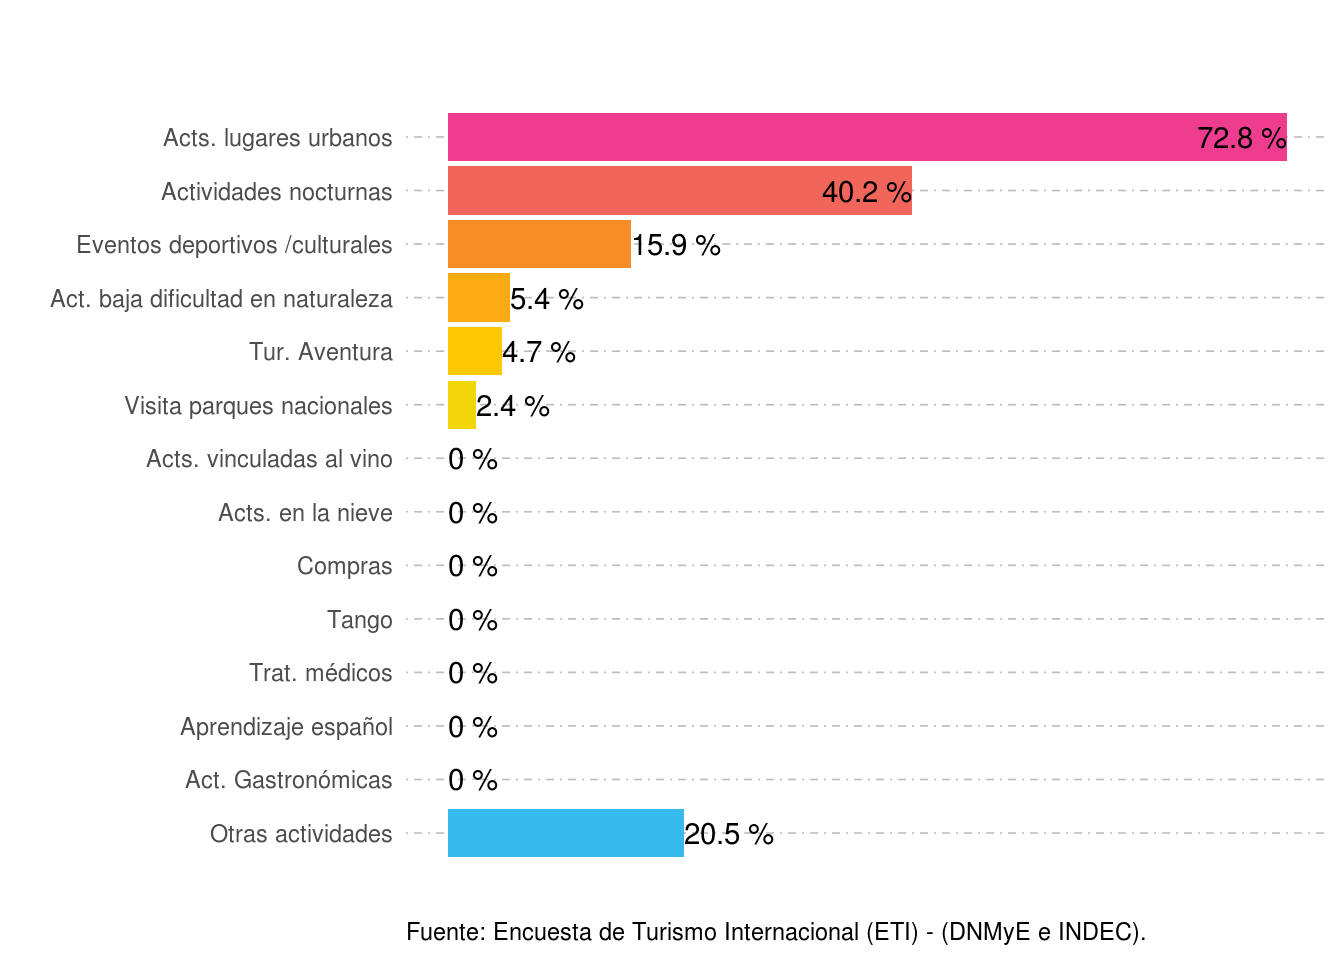 Acts. lugares urbanos 72.8 %
Actividades nocturnas 40.2 %
Eventos deportivos /culturales 15.9 %
Act. baja dificultad en naturaleza 5.4 %
Tur. Aventura 4.7 %
Visita parques nacionales 2.4 %
Acts. vinculadas al vino 0 %
Acts. en la nieve 0 %
Compras 0 %
Tango 0 %
Trat. médicos 0 %
Aprendizaje español 0 %
Act. Gastronómicas 0 %
Otras actividades 20.5 %
Fuente: Encuesta de Turismo Internacional (ETI) - (DNMyE e INDEC).